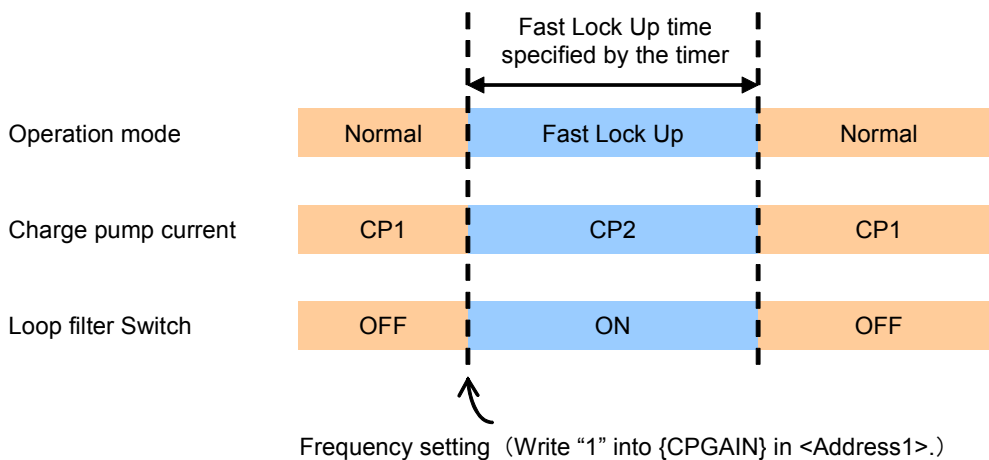 Fast Lock Up time
specified by the timer
Operation mode
Normal
Fast Lock Up
Normal
Charge pump current
CP1
CP2
CP1
Loop filter Switch
OFF
ON
OFF
Frequency setting（Write “1” into {CPGAIN} in <Address1>.）